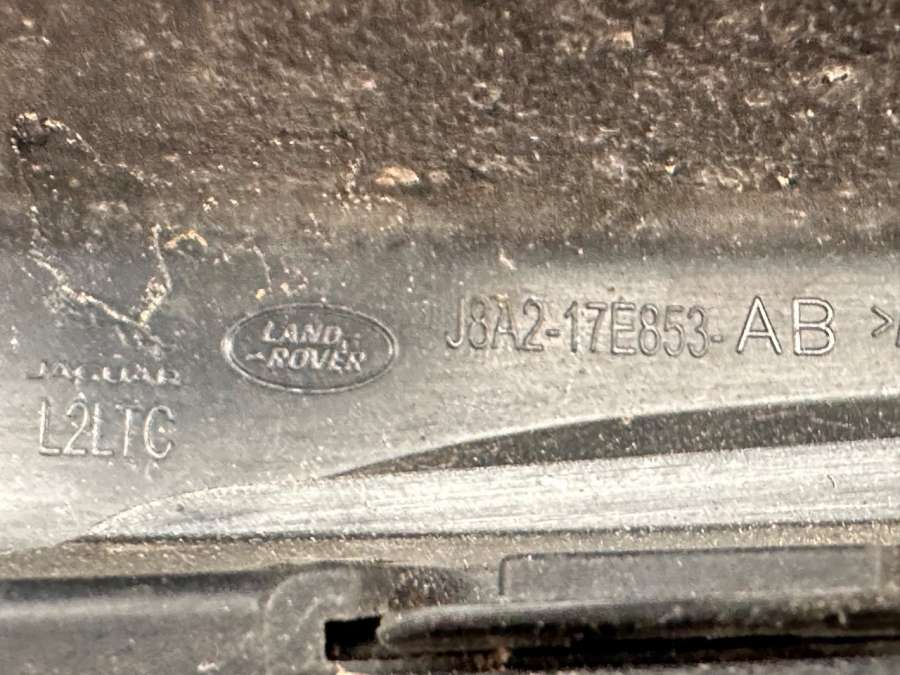 LAND
ROVER
J8A2-17E853-AB >
JAGUAR
L2LTC